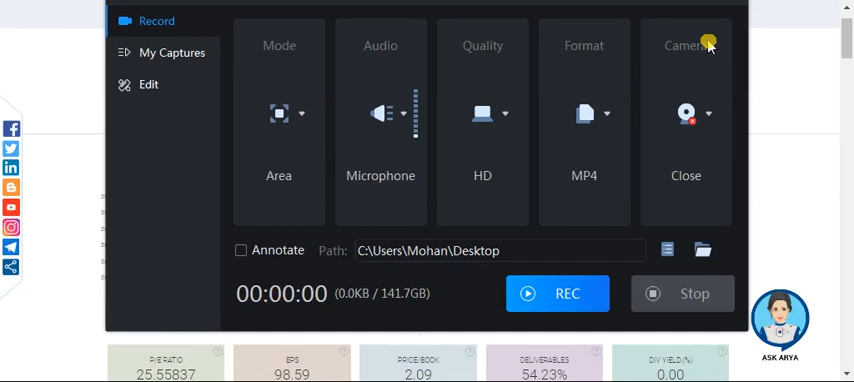 Record
My Captures
Edit
Mode Audio Quality Format Camera
Area Microphone HD MP4 Close
Annotate Path: C:\Users\Mohan\Desktop
00:00:00 (0.0KB / 141.7GB) REC Stop
ASK ARYA
P/E RATIO EPS PRICE/BOOK DELIVERABLES DIV YIELD(%)
25.55837 98.59 2.09 54.23% 0.00